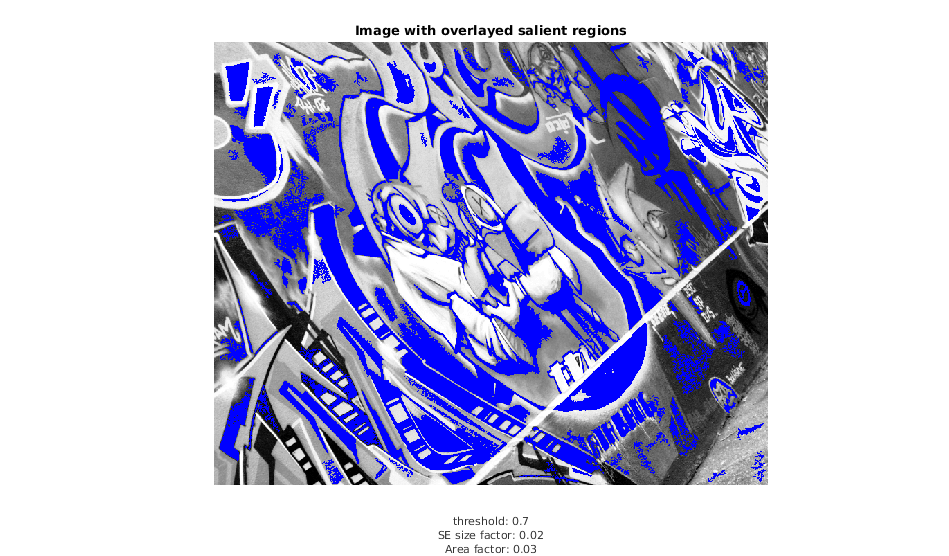 Image with overlayed salient regions
threshold: 0.7
SE size factor: 0.02
Area factor: 0.03